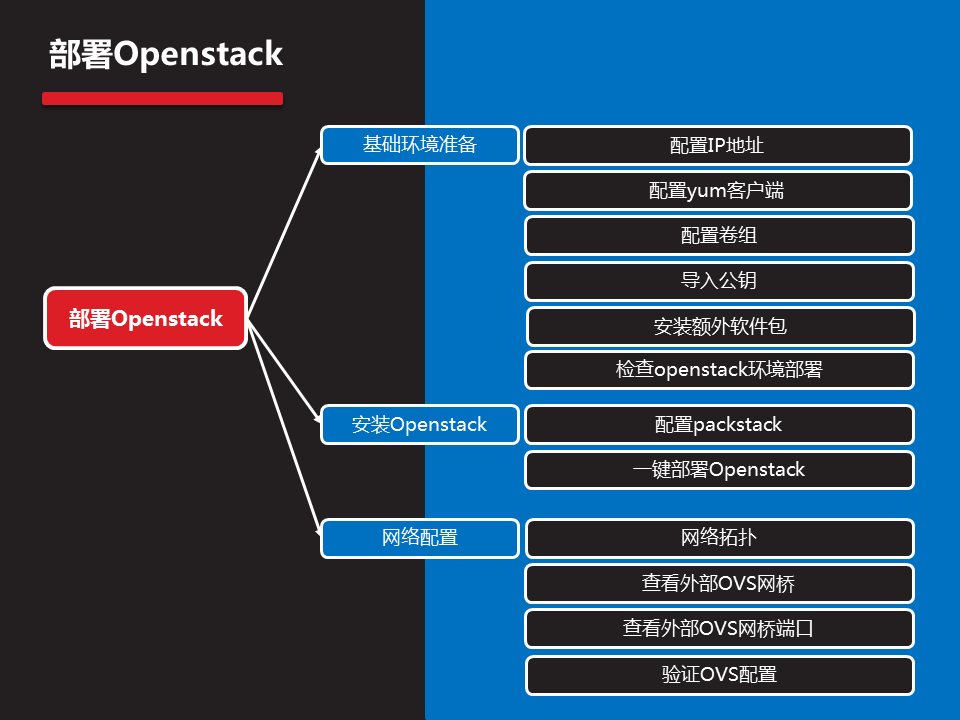 部署Openstack
基础环境准备
配置IP地址
配置yum客户端
配置卷组
导入公钥
安装额外软件包
检查openstack环境部署
部署Openstack
安装Openstack
配置packstack
一键部署Openstack
网络配置
网络拓扑
查看外部OVS网桥
查看外部OVS网桥端口
验证OVS配置